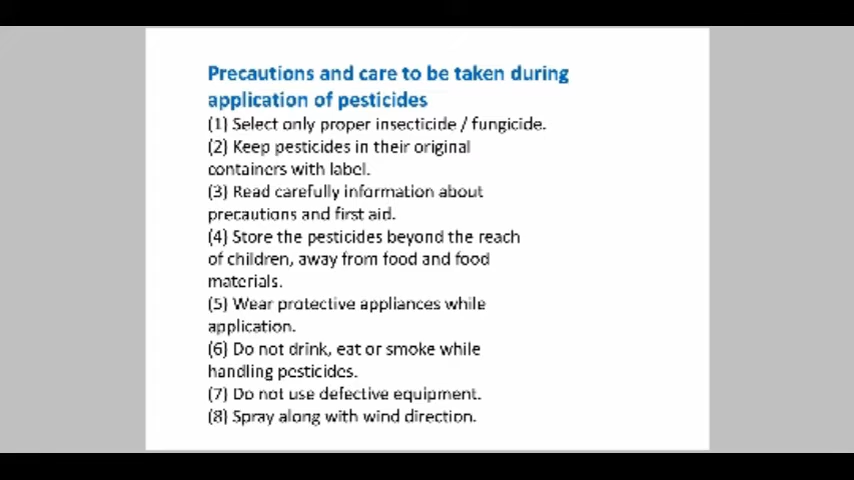 Precautions and care to be taken during
application of pesticides
(1) Select only proper insecticide / fungicide.
(2) Keep pesticides in their original
containers with label.
(3) Read carefully information about
precautions and first aid.
(4) Store the pesticides beyond the reach
of children, away from food and food
materials.
(5) Wear protective appliances while
application.
(6) Do not drink, eat or smoke while
handling pesticides.
(7) Do not use defective equipment.
(8) Spray along with wind direction.